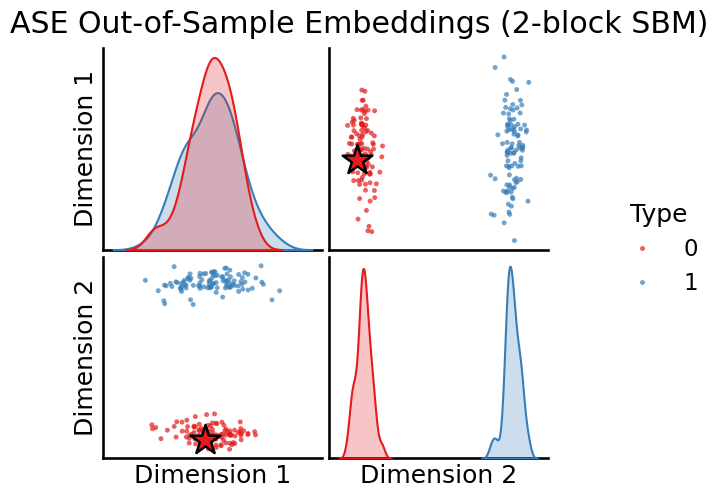 ASE Out-of-Sample Embeddings (2-block SBM)
Dimension 1
Dimension 2
Type
0
1
Dimension 1
Dimension 2